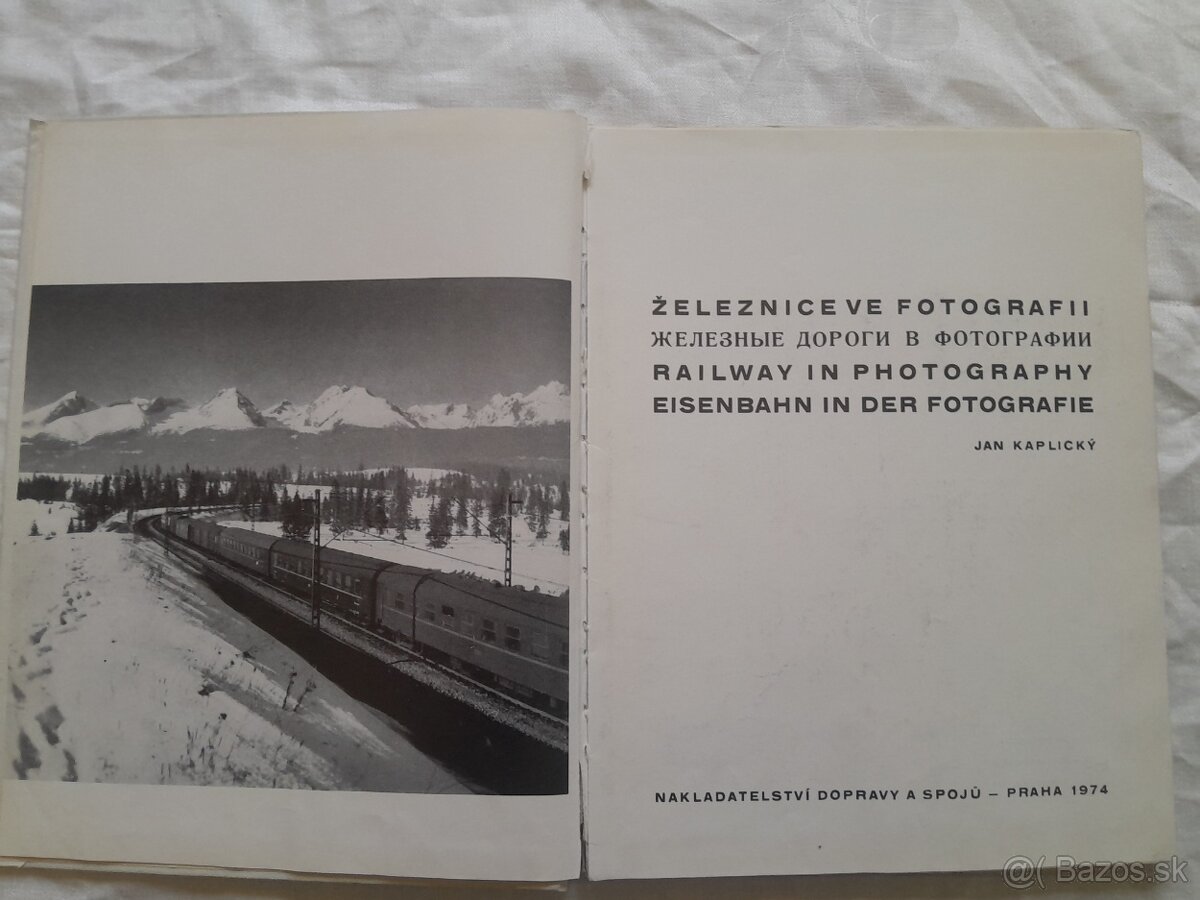 ŽELEZNICE VE FOTOGRAFII
ЖЕЛЕЗНЫЕ ДОРОГИ В ФОТОГРАФИИ
RAILWAY IN PHOTOGRAPHY
EISENBAHN IN DER FOTOGRAFIE
JAN KAPLICKÝ
NAKLADATELSTVÍ DOPRAVY A SPOJŮ – PRAHA 1974
@( Bazos.sk